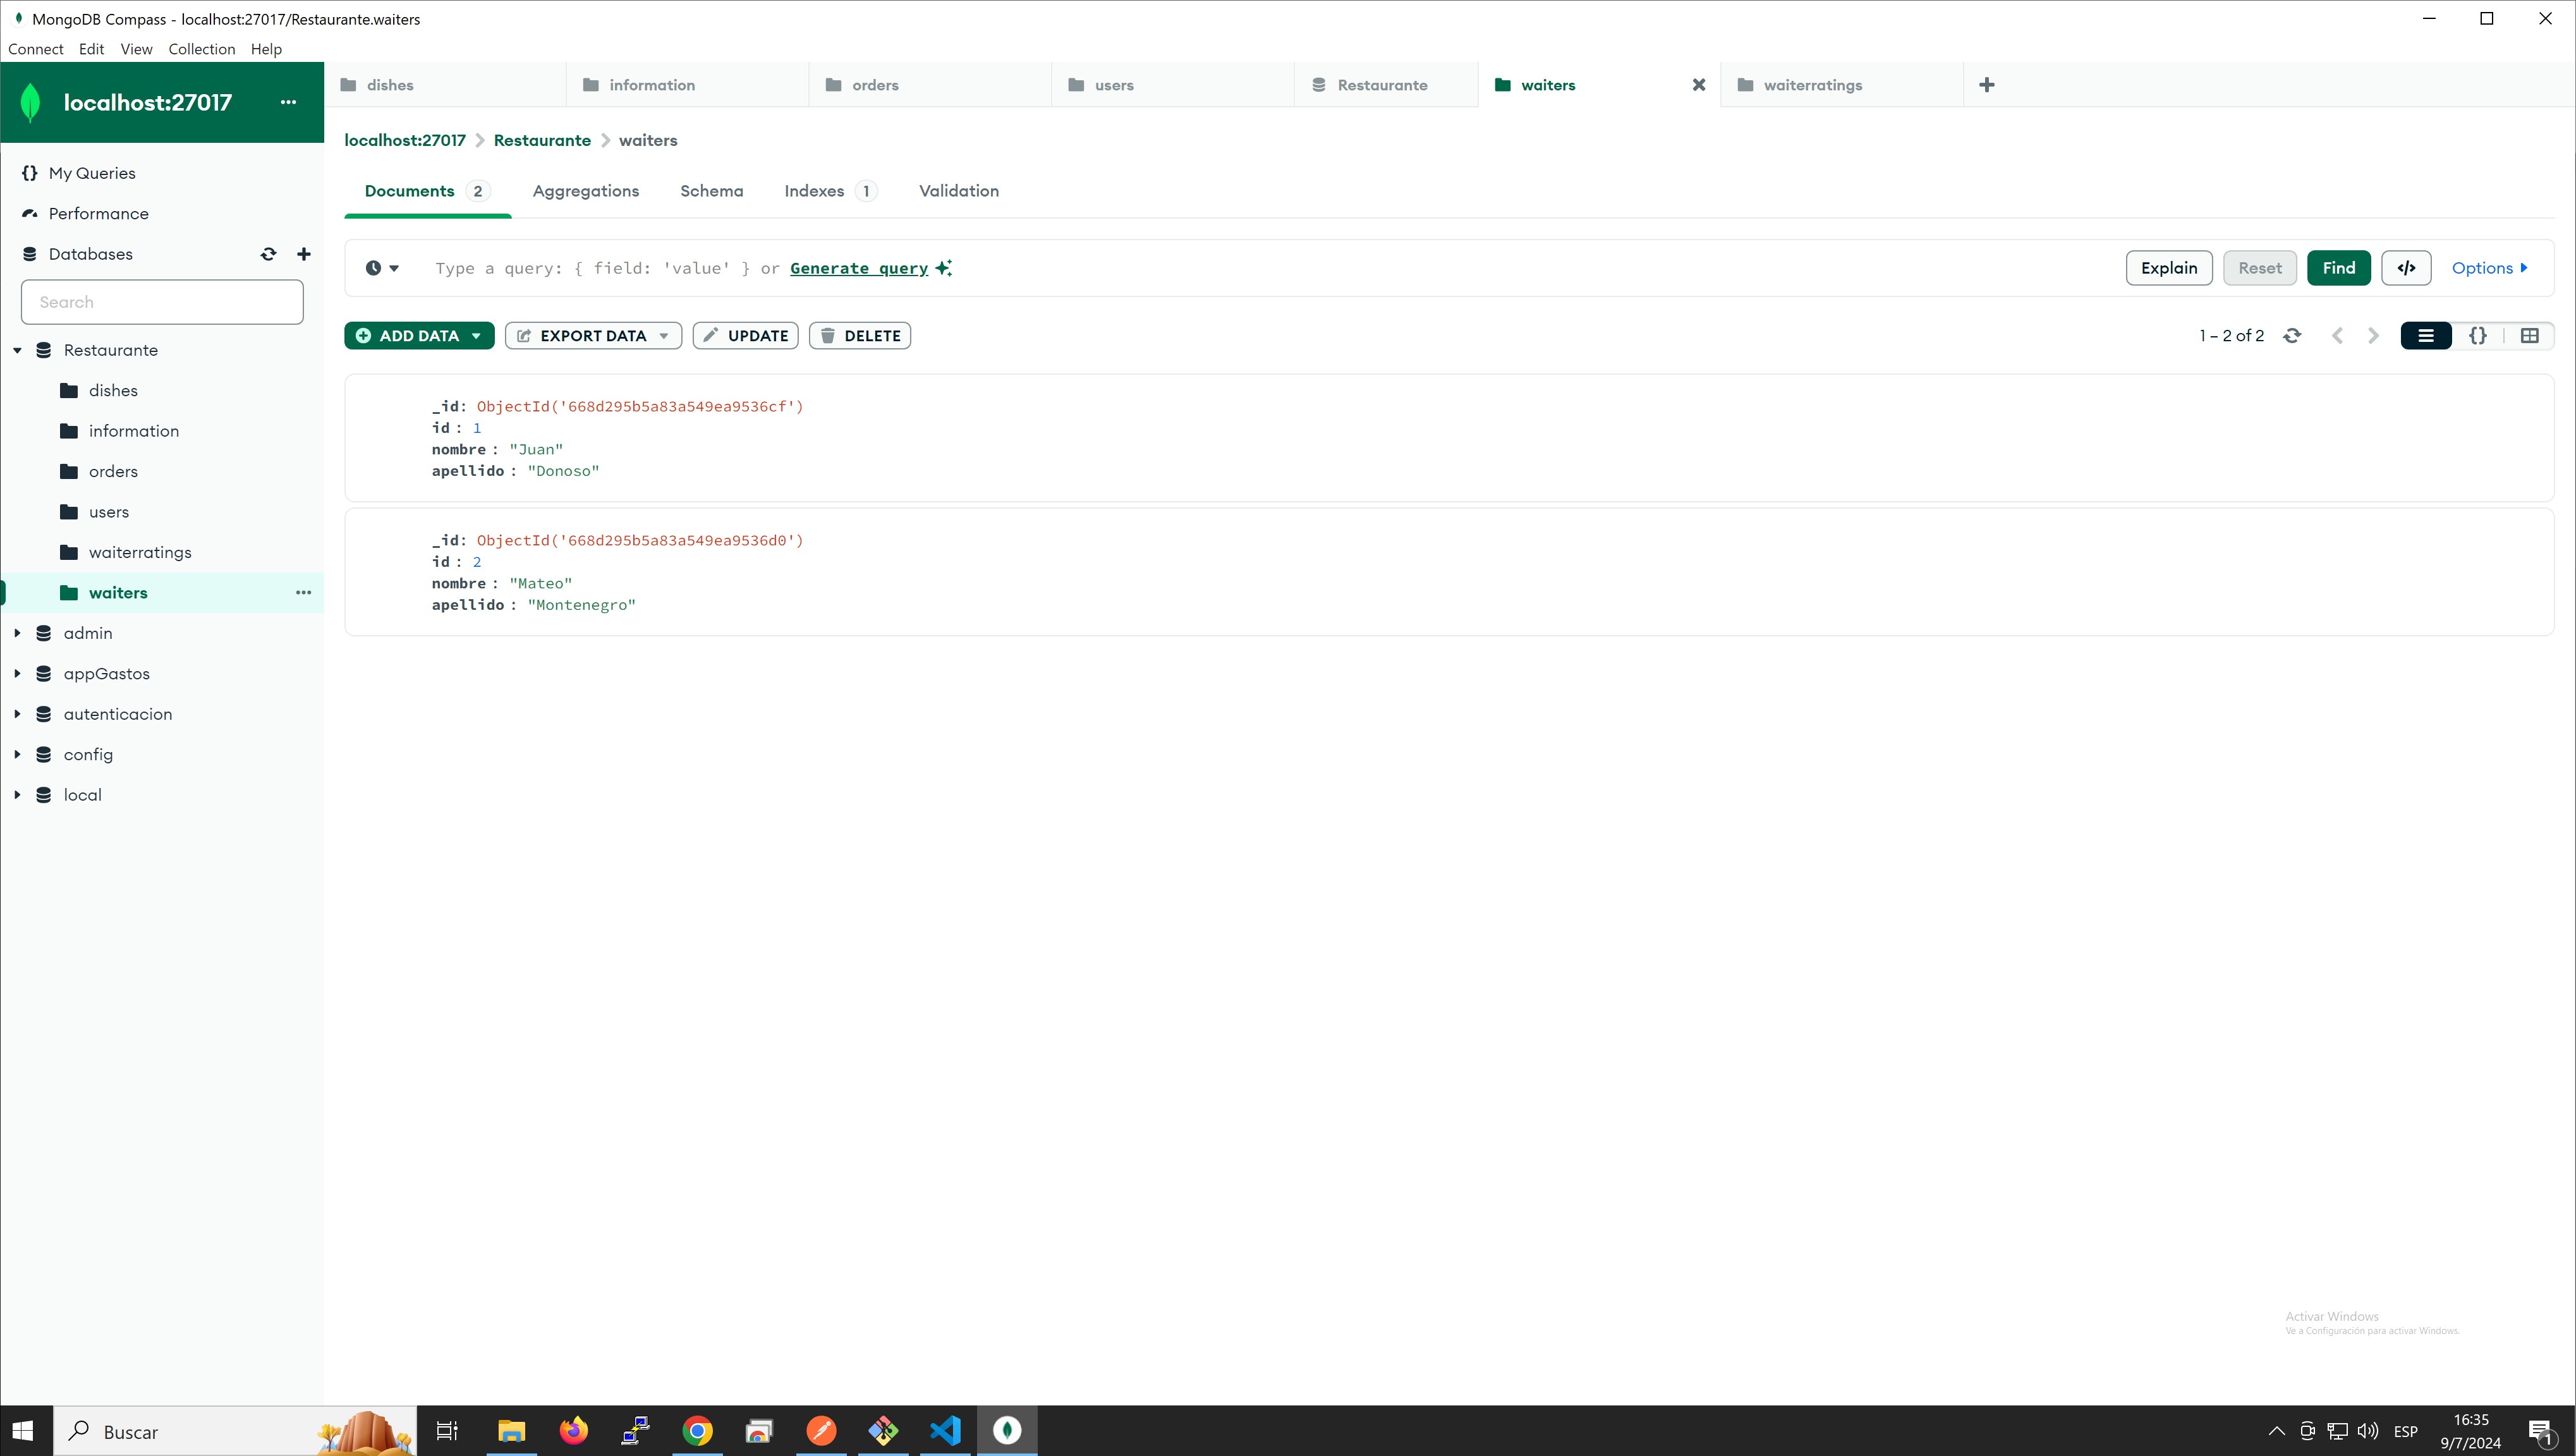 MongoDB Compass - localhost:27017/Restaurante.waiters
Connect Edit View Collection Help
localhost:27017
My Queries
Performance
Databases
Search
Restaurante
dishes
information
orders
users
waiterratings
waiters
admin
appGastos
autenticacion
config
local
dishes information orders users Restaurante waiters waiterratings
localhost:27017 Restaurante waiters
Documents 2 Aggregations Schema Indexes 1 Validation
Type a query: { field: 'value' } or Generate query
Explain Reset Find </> Options
ADD DATA EXPORT DATA UPDATE DELETE
1 – 2 of 2
_id: ObjectId('668d295b5a83a549ea9536cf')
id : 1
nombre : "Juan"
apellido : "Donoso"
_id: ObjectId('668d295b5a83a549ea9536d0')
id : 2
nombre : "Mateo"
apellido : "Montenegro"
Activar Windows
Ve a Configuración para activar Windows.
Buscar
ESP
16:35
9/7/2024
1